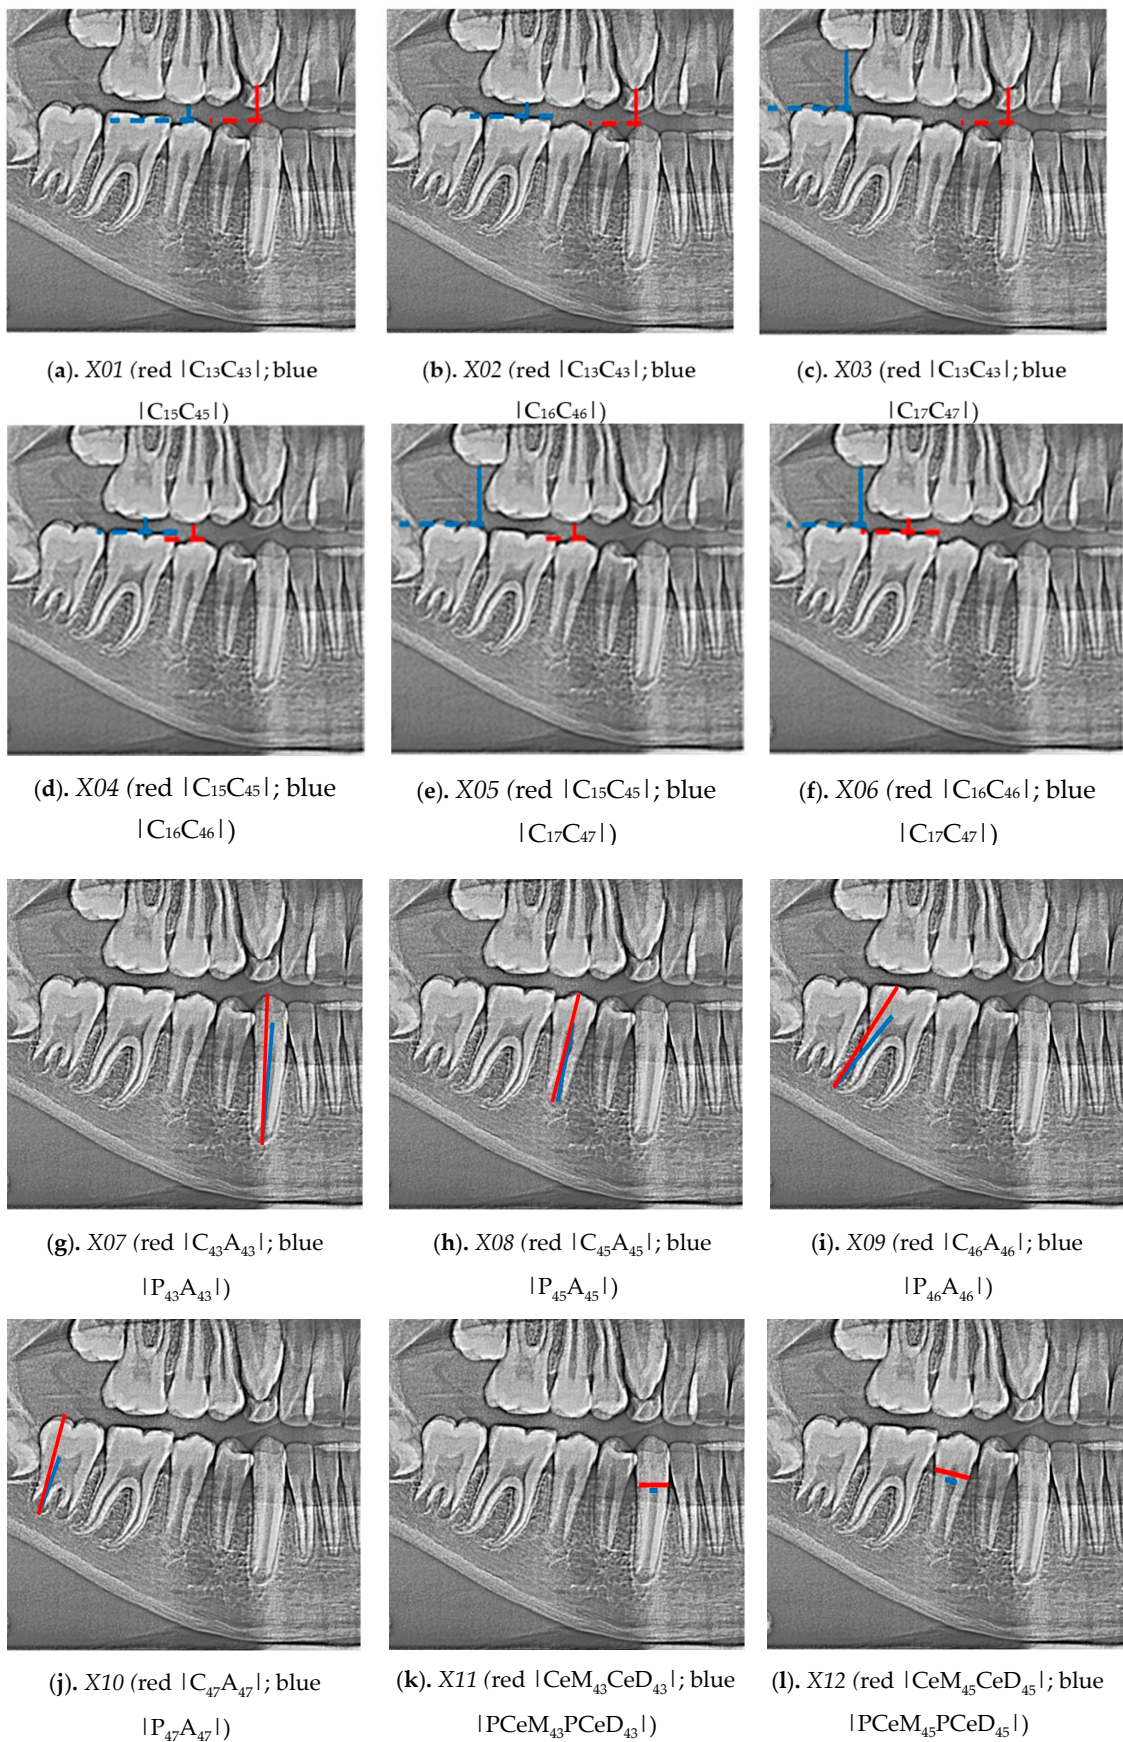 (a). X01 (red |C13C43|; blue
|C15C45|)
(b). X02 (red |C13C43|; blue
|C16C46|)
(c). X03 (red |C13C43|; blue
|C17C47|)
(d). X04 (red |C15C45|; blue
|C16C46|)
(e). X05 (red |C15C45|; blue
|C17C47|)
(f). X06 (red |C16C46|; blue
|C17C47|)
(g). X07 (red |C43A43|; blue
|P43A43|)
(h). X08 (red |C45A45|; blue
|P45A45|)
(i). X09 (red |C46A46|; blue
|P46A46|)
(j). X10 (red |C47A47|; blue
|P47A47|)
(k). X11 (red |CeM43CeD43|; blue
|PCeM43PCeD43|)
(l). X12 (red |CeM45CeD45|; blue
|PCeM45PCeD45|)